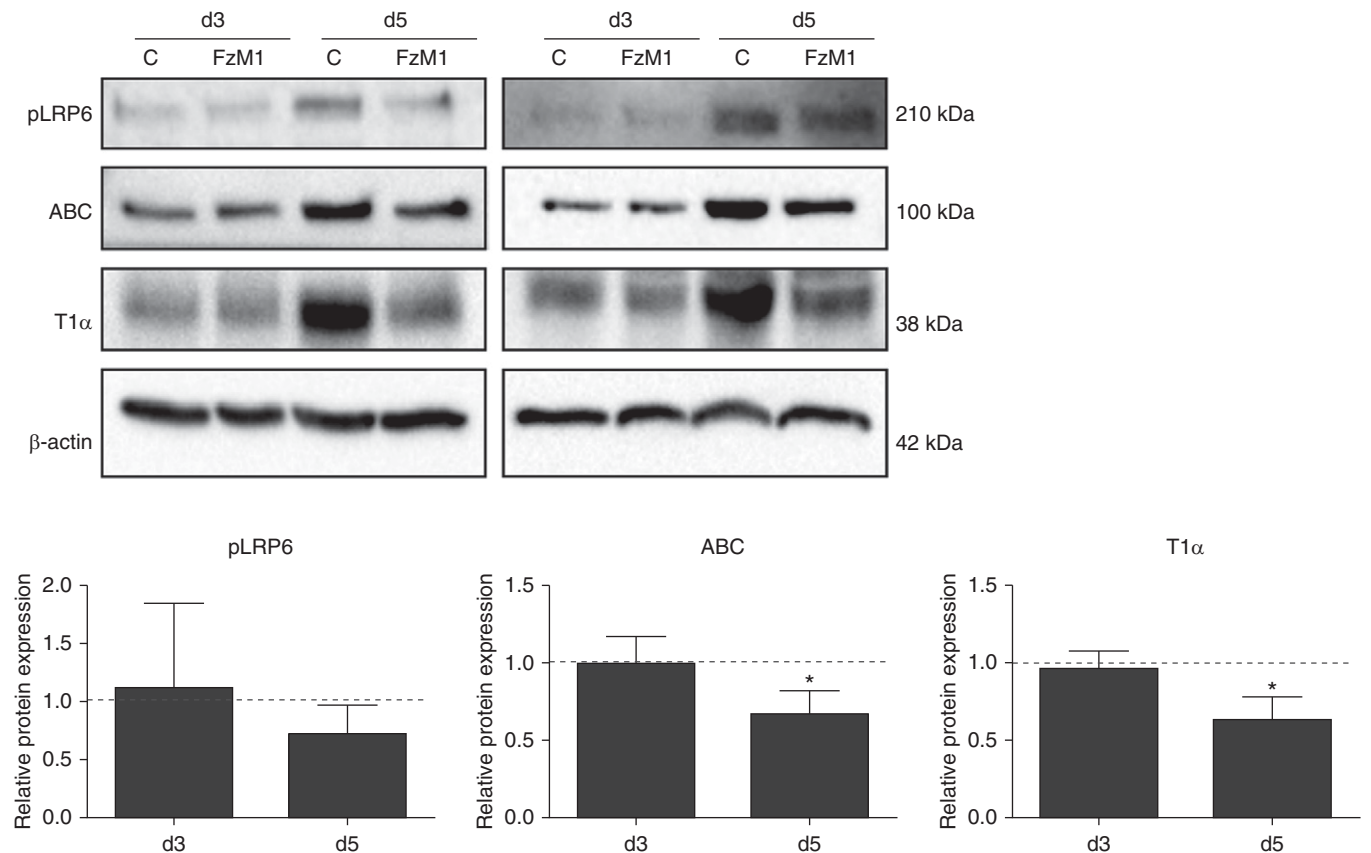 d3 d5 d3 d5
C FzM1 C FzM1 C FzM1 C FzM1
pLRP6 210 kDa
ABC 100 kDa
T1α 38 kDa
β-actin 42 kDa
pLRP6
Relative protein expression
2.0
1.5
1.0
0.5
0.0
d3 d5
ABC
Relative protein expression
1.5
1.0
0.5
0.0
*
d3 d5
T1α
Relative protein expression
1.5
1.0
0.5
0.0
*
d3 d5